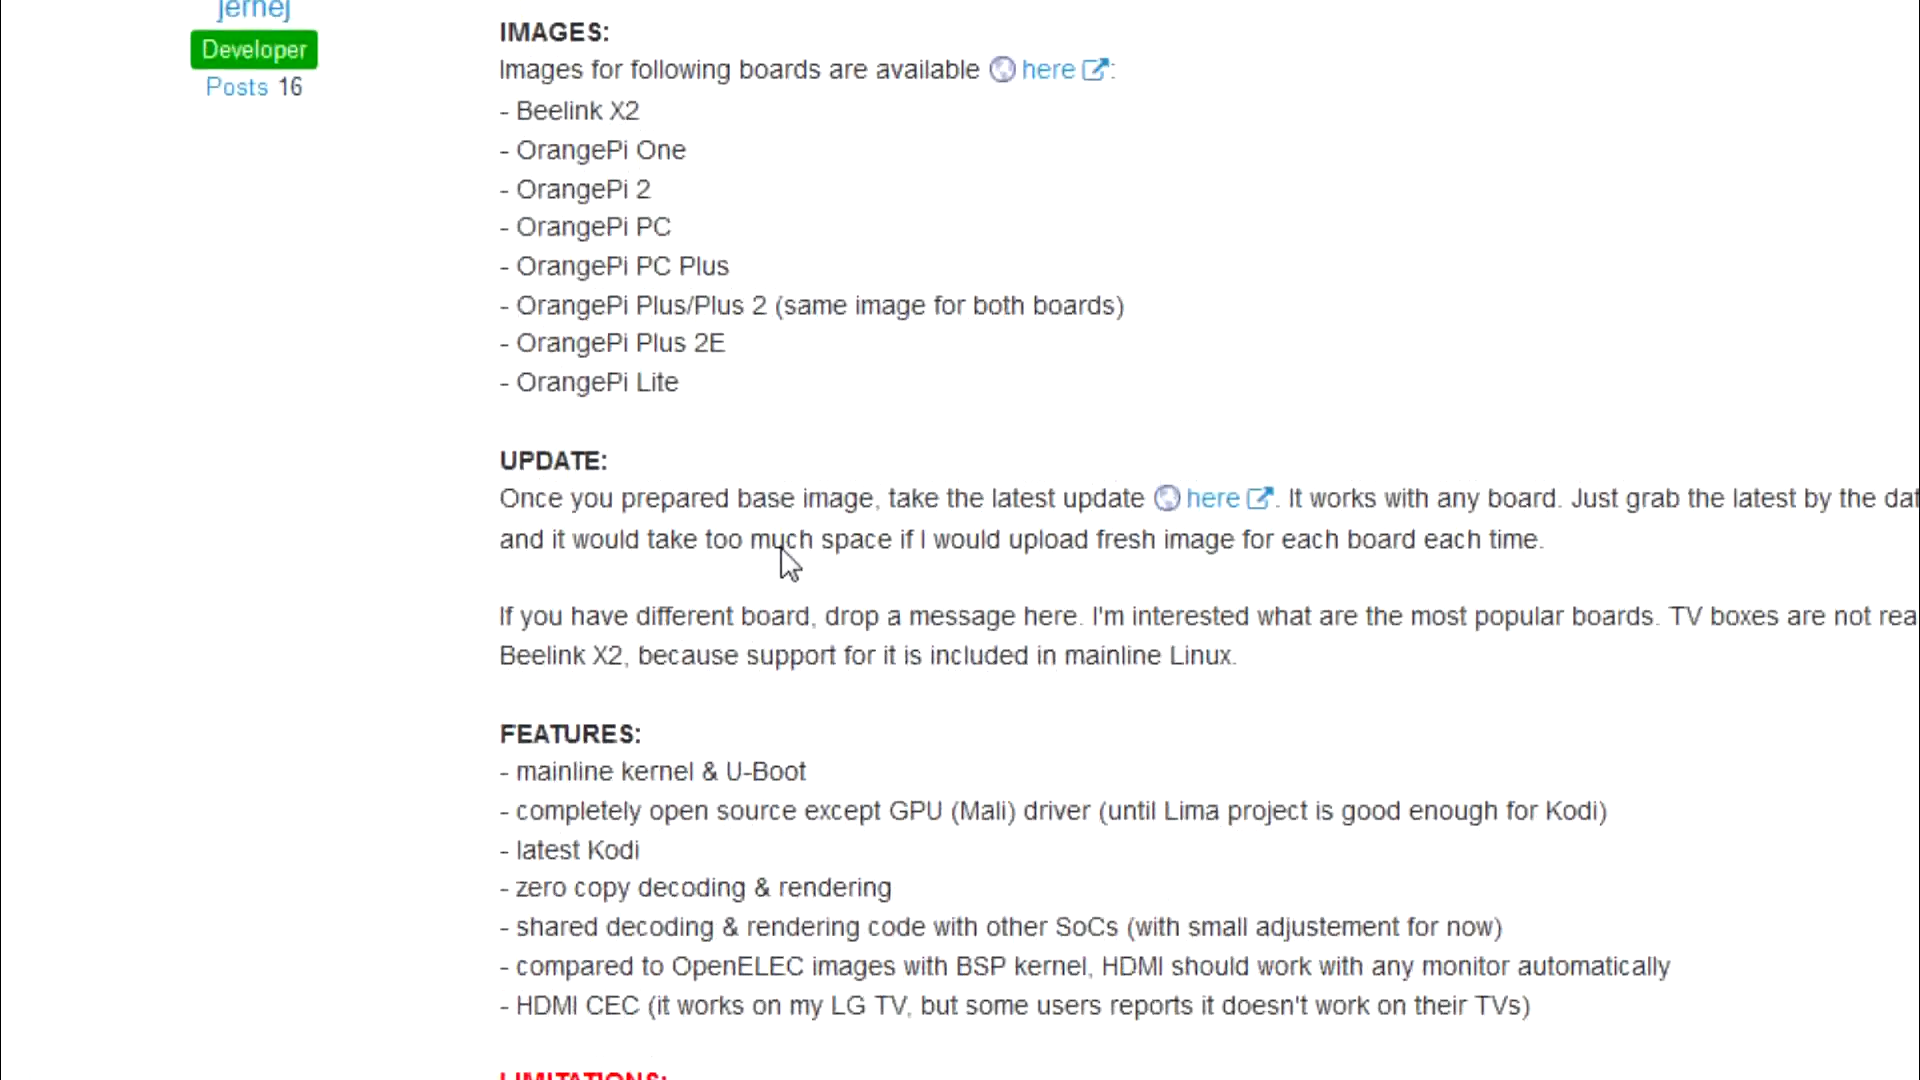 jernej
Developer
Posts 16
IMAGES:
Images for following boards are available here :
- Beelink X2
- OrangePi One
- OrangePi 2
- OrangePi PC
- OrangePi PC Plus
- OrangePi Plus/Plus 2 (same image for both boards)
- OrangePi Plus 2E
- OrangePi Lite
UPDATE:
Once you prepared base image, take the latest update here . It works with any board. Just grab the latest by the
and it would take too much space if I would upload fresh image for each board each time.
If you have different board, drop a message here. I'm interested what are the most popular boards. TV boxes are not
Beelink X2, because support for it is included in mainline Linux.
FEATURES:
- mainline kernel & U-Boot
- completely open source except GPU (Mali) driver (until Lima project is good enough for Kodi)
- latest Kodi
- zero copy decoding & rendering
- shared decoding & rendering code with other SoCs (with small adjustement for now)
- compared to OpenELEC images with BSP kernel, HDMI should work with any monitor automatically
- HDMI CEC (it works on my LG TV, but some users reports it doesn't work on their TVs)
LIMITATIONS: